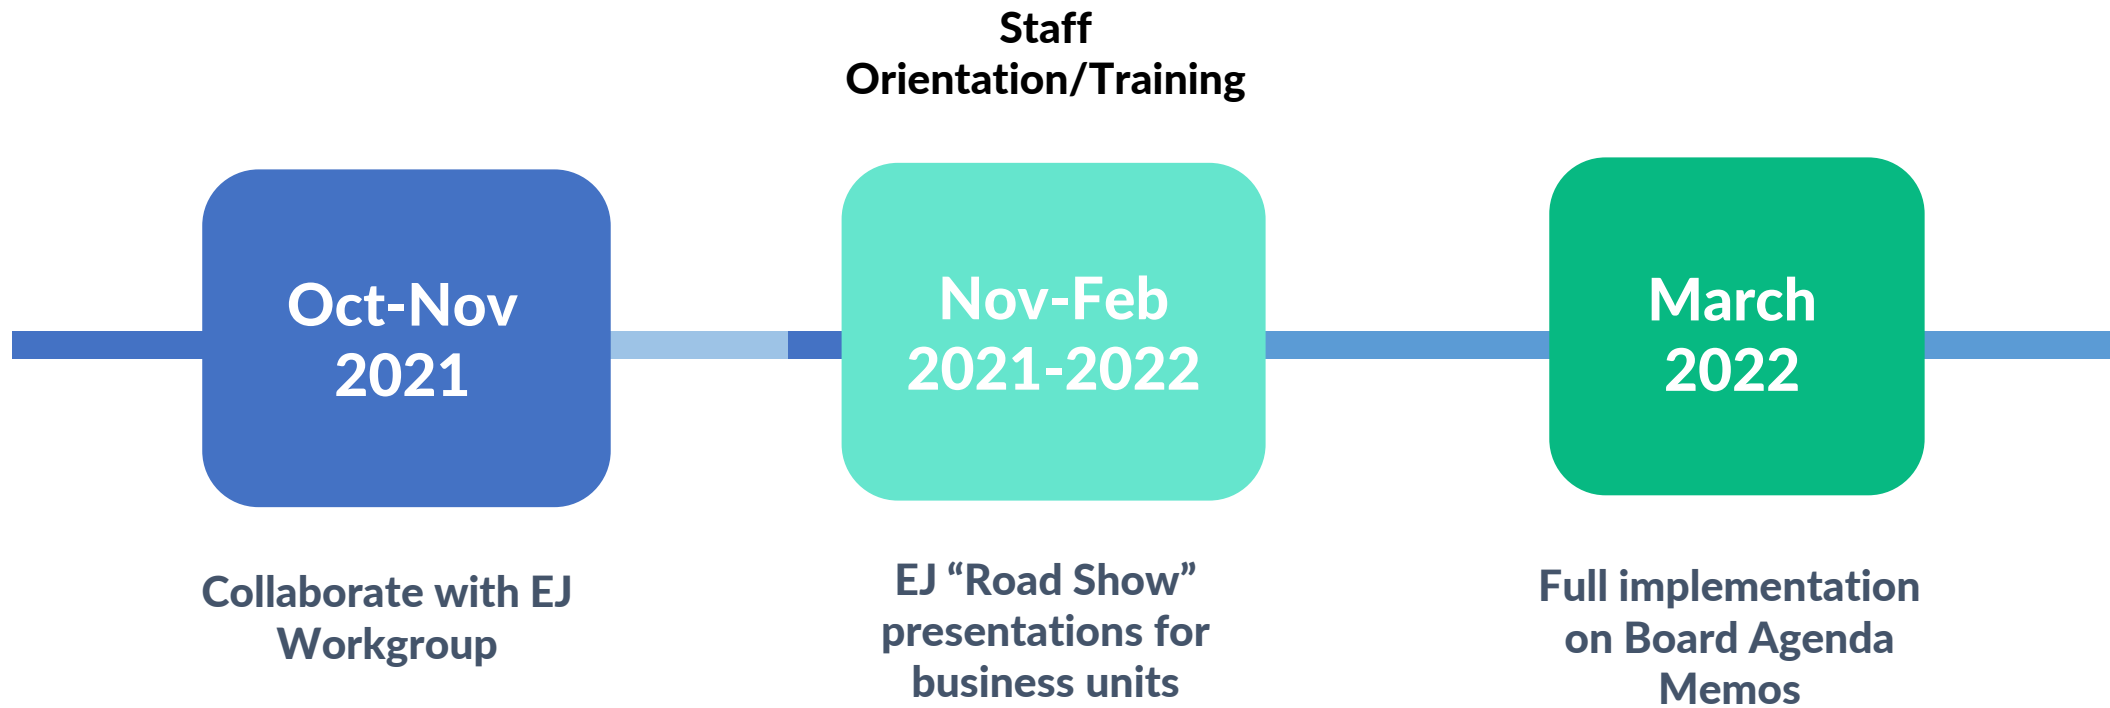 Staff
Orientation/Training
Oct-Nov
2021
Nov-Feb
2021-2022
March
2022
Collaborate with EJ
Workgroup
EJ “Road Show”
presentations for
business units
Full implementation
on Board Agenda
Memos